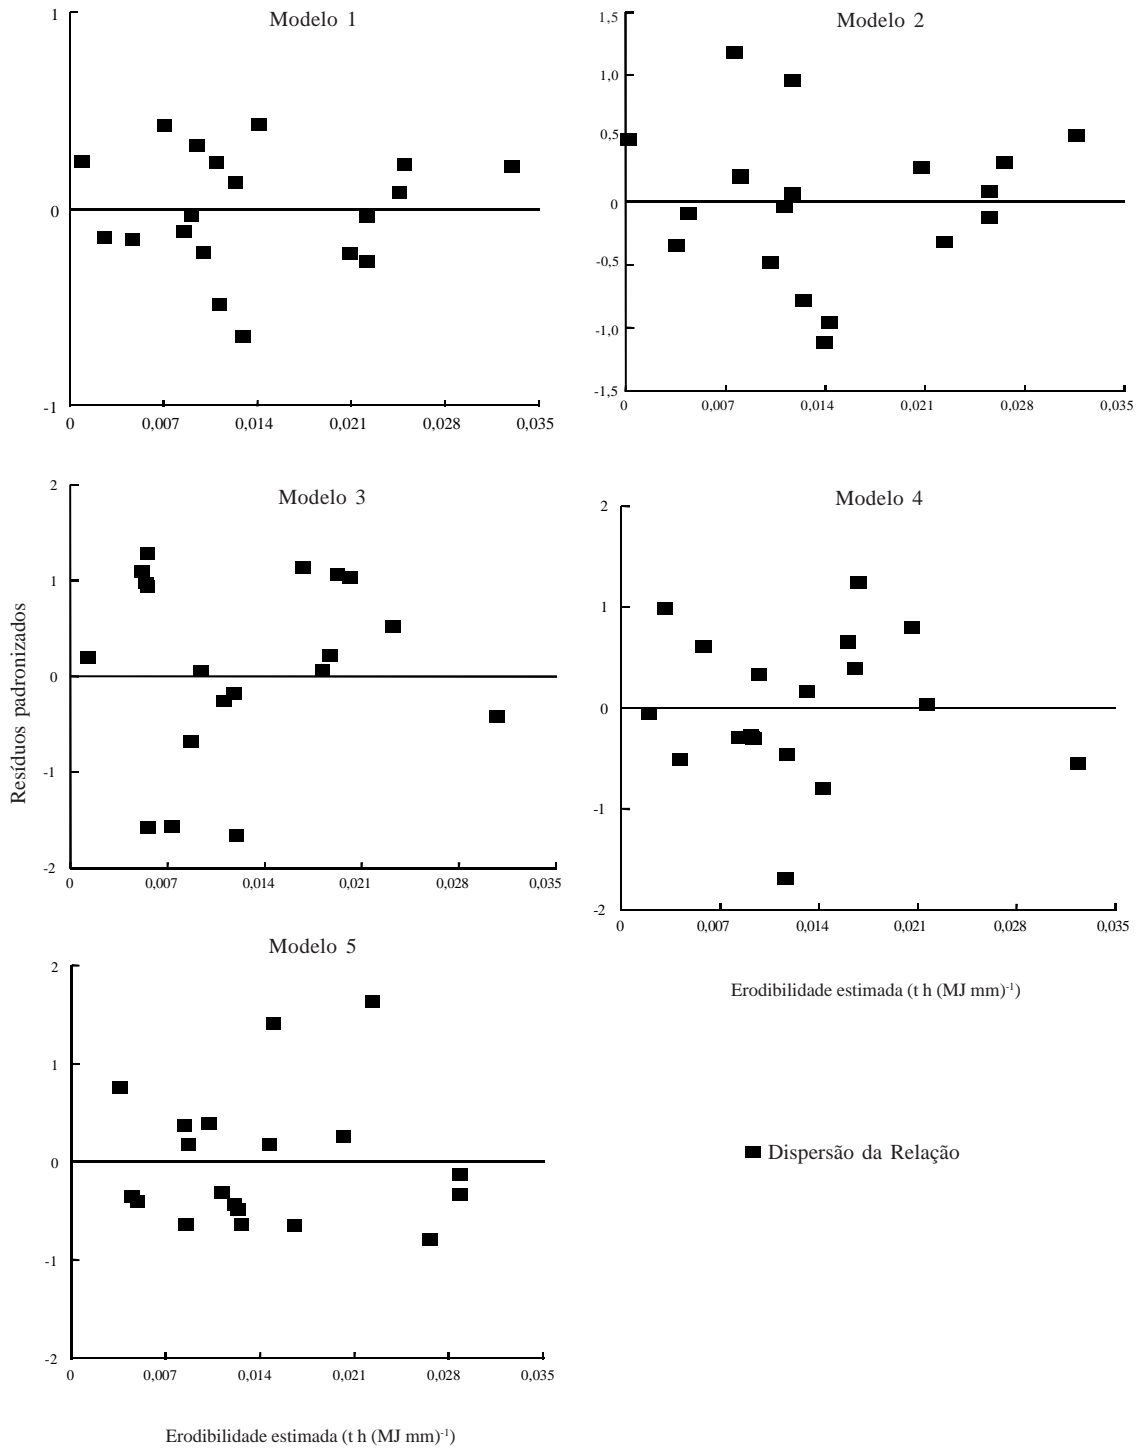 Modelo 1
1
0
-1
0 0,007 0,014 0,021 0,028 0,035
Modelo 2
1,5
1,0
0,5
0
-0,5
-1,0
-1,5
0 0,007 0,014 0,021 0,028 0,035
Resíduos padronizados
Modelo 3
2
1
0
-1
-2
0 0,007 0,014 0,021 0,028 0,035
Modelo 4
2
1
0
-1
-2
0 0,007 0,014 0,021 0,028 0,035
Erodibilidade estimada (t h (MJ mm)-1)
Modelo 5
2
1
0
-1
-2
0 0,007 0,014 0,021 0,028 0,035
Erodibilidade estimada (t h (MJ mm)-1)
Dispersão da Relação